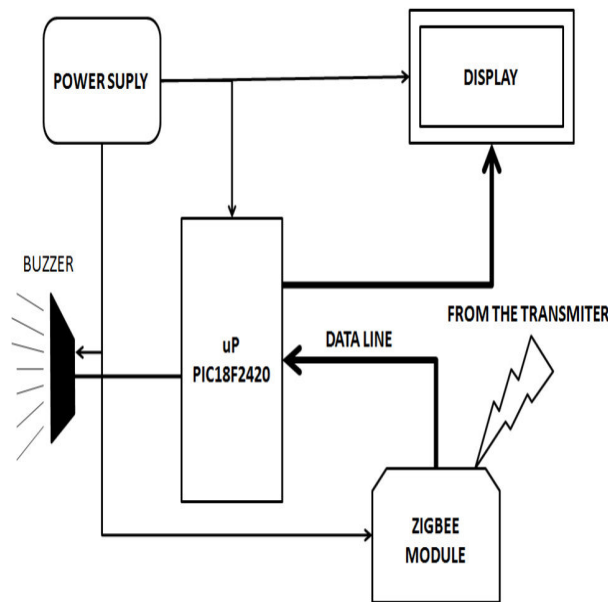 POWER SUPLY
DISPLAY
BUZZER
FROM THE TRANSMITER
uP
PIC18F2420
DATA LINE
ZIGBEE
MODULE